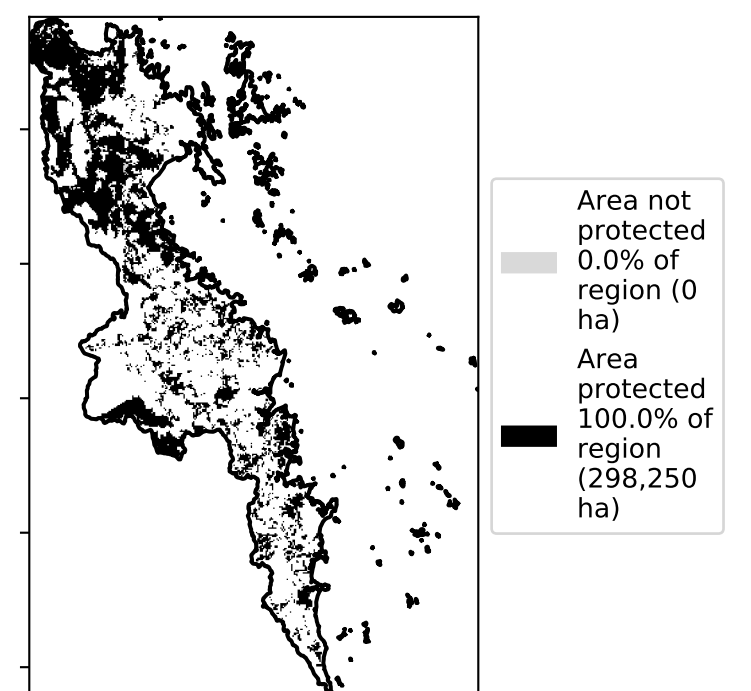 Area not
protected
0.0% of
region (0
ha)
Area
protected
100.0% of
region
(298,250
ha)